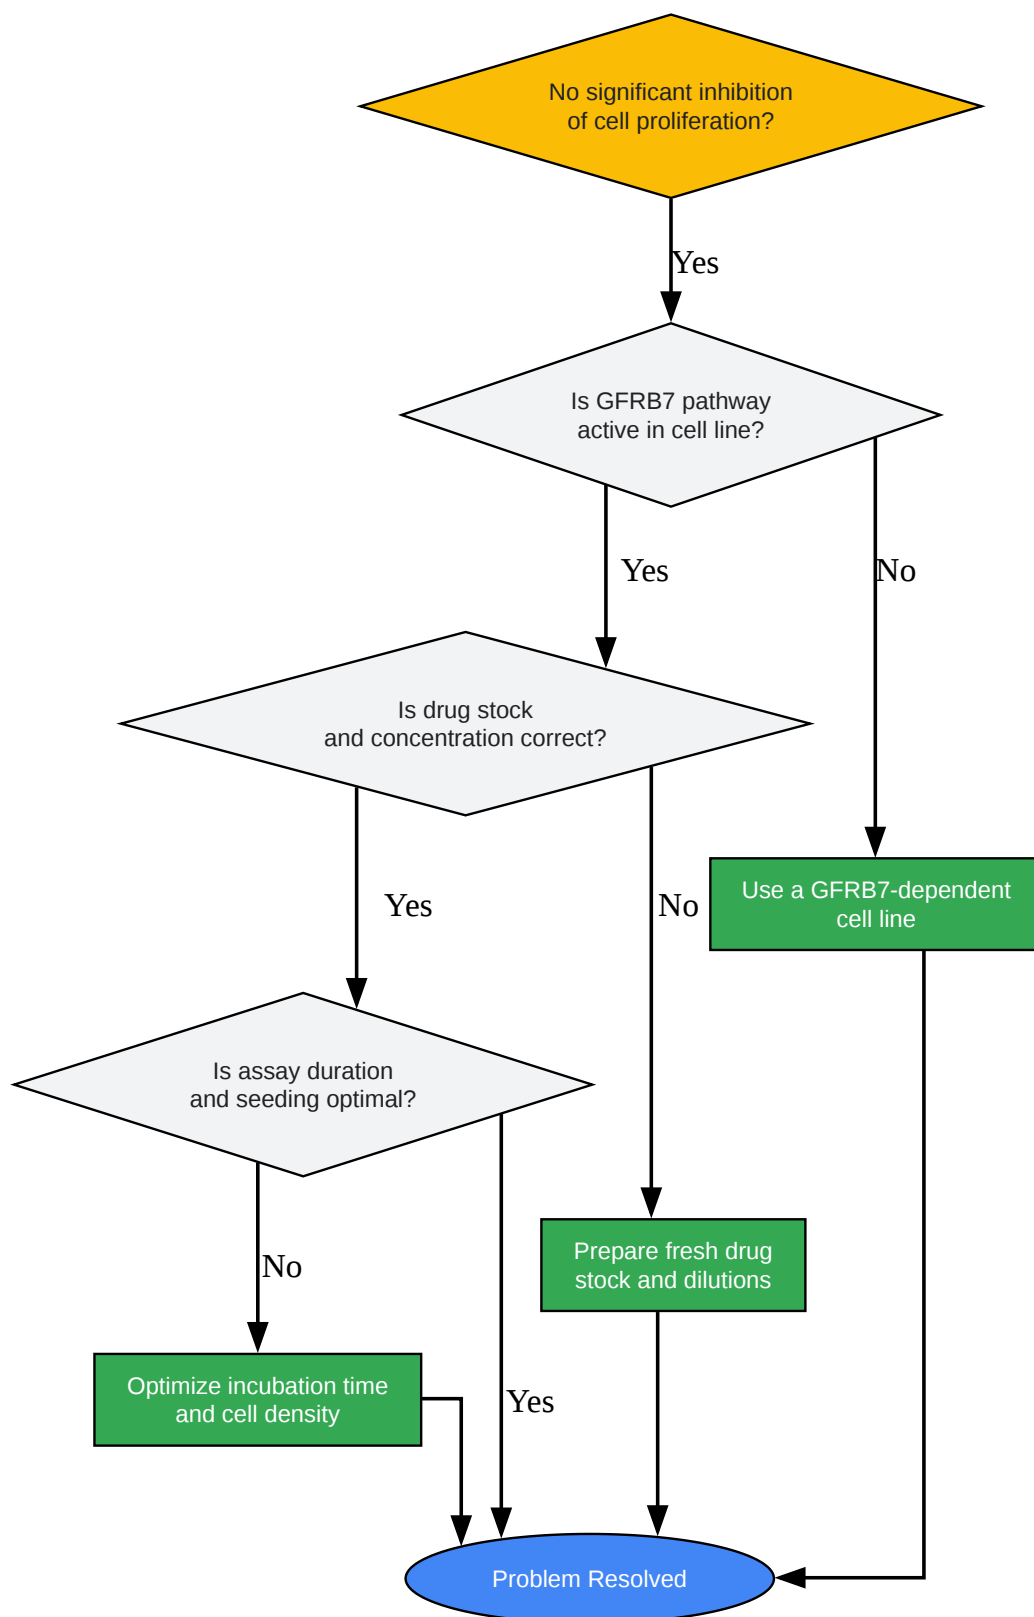 No significant inhibition
of cell proliferation?
Yes
Is GFRB7 pathway
active in cell line?
Yes
No
Is drug stock
and concentration correct?
Yes
No
Use a GFRB7-dependent
cell line
Is assay duration
and seeding optimal?
No
Prepare fresh drug
stock and dilutions
Optimize incubation time
and cell density
Yes
Problem Resolved